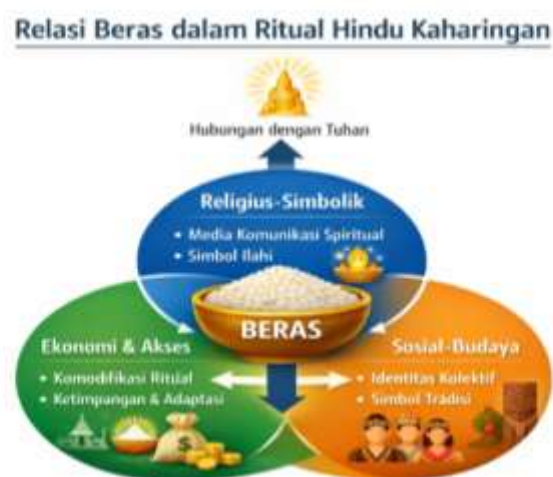 Relasi Beras dalam Ritual Hindu Kaharingan
Hubungan dengan Tuhan
Religius-Simbolik
• Media Komunikasi Spiritual
• Simbol Ilahi
BERAS
Ekonomi & Akses
• Komodifikasi Ritual
• Ketimpangan & Adaptasi
$
Sosial-Budaya
• Identitas Kolektif
• Simbol Tradisi